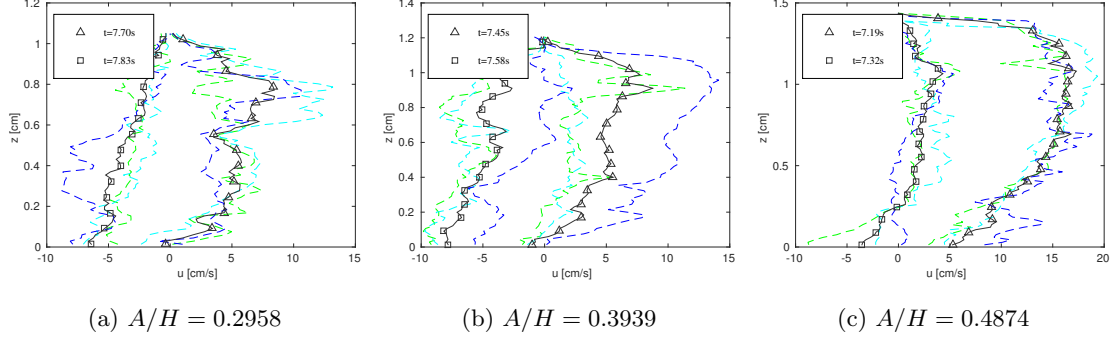 1.2
1
0.8
0.6
0.4
0.2
0
z [cm]
t=7.70s
t=7.83s
-10 -5 0 5 10 15
u [cm/s]
(a) A/H = 0.2958
1.4
1.2
1
0.8
0.6
0.4
0.2
0
z [cm]
t=7.45s
t=7.58s
-10 -5 0 5 10 15
u [cm/s]
(b) A/H = 0.3939
1.5
1
0.5
0
z [cm]
t=7.19s
t=7.32s
-10 -5 0 5 10 15 20
u [cm/s]
(c) A/H = 0.4874